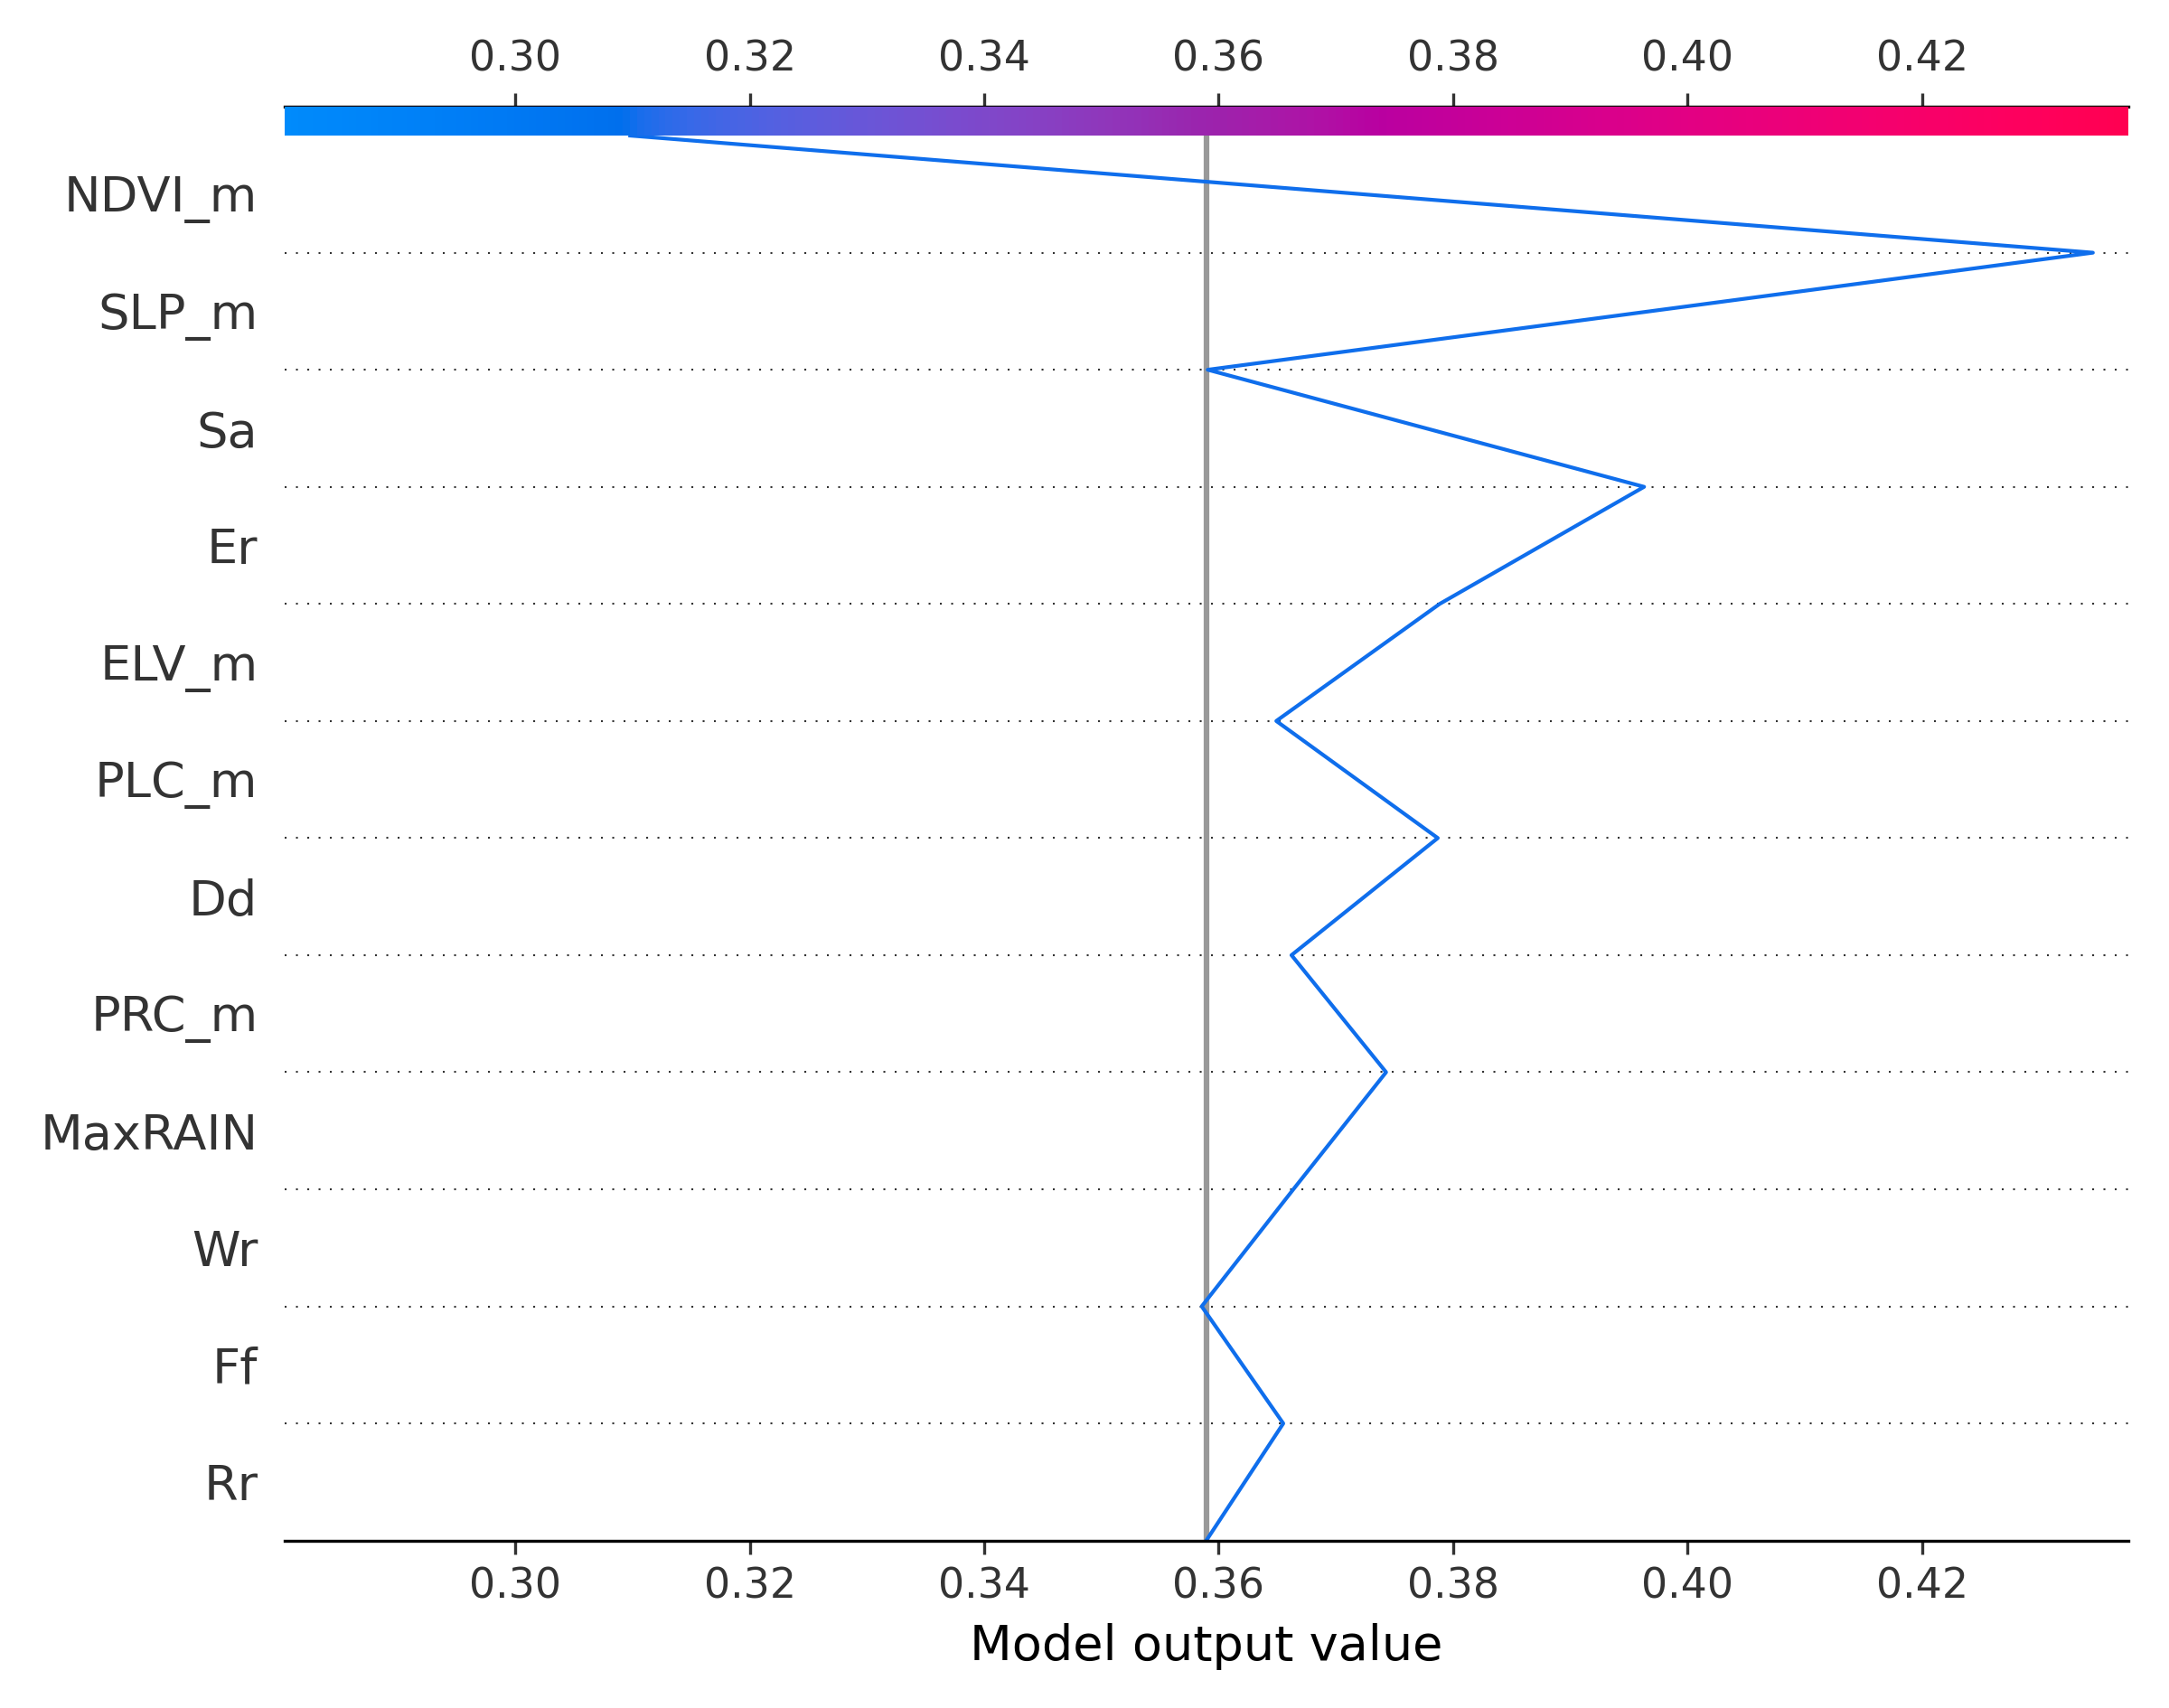 0.30 0.32 0.34 0.36 0.38 0.40 0.42
NDVI_m
SLP_m
Sa
Er
ELV_m
PLC_m
Dd
PRC_m
MaxRAIN
Wr
Ff
Rr
0.30 0.32 0.34 0.36 0.38 0.40 0.42
Model output value